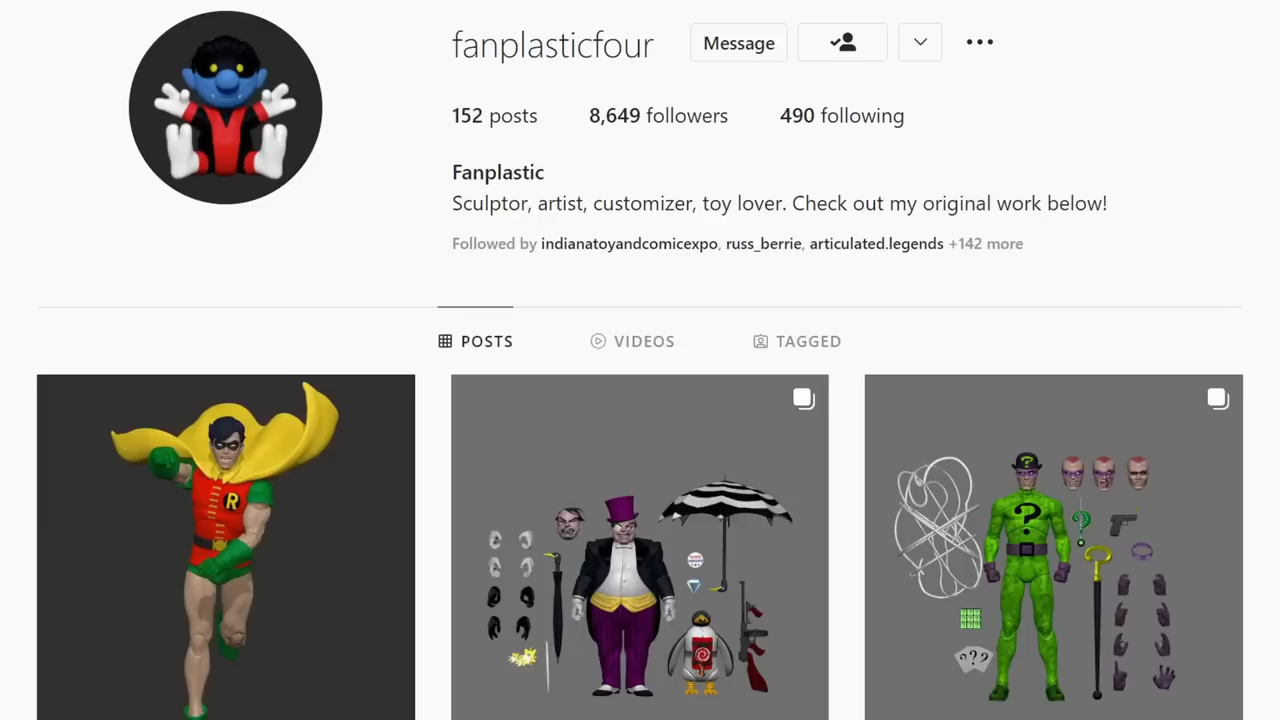 fanplasticfour Message
152 posts 8,649 followers 490 following
Fanplastic
Sculptor, artist, customizer, toy lover. Check out my original work below!
Followed by indianatoyandcomicexpo, russ_berrie, articulated.legends +142 more
POSTS VIDEOS TAGGED
R
?
?
???